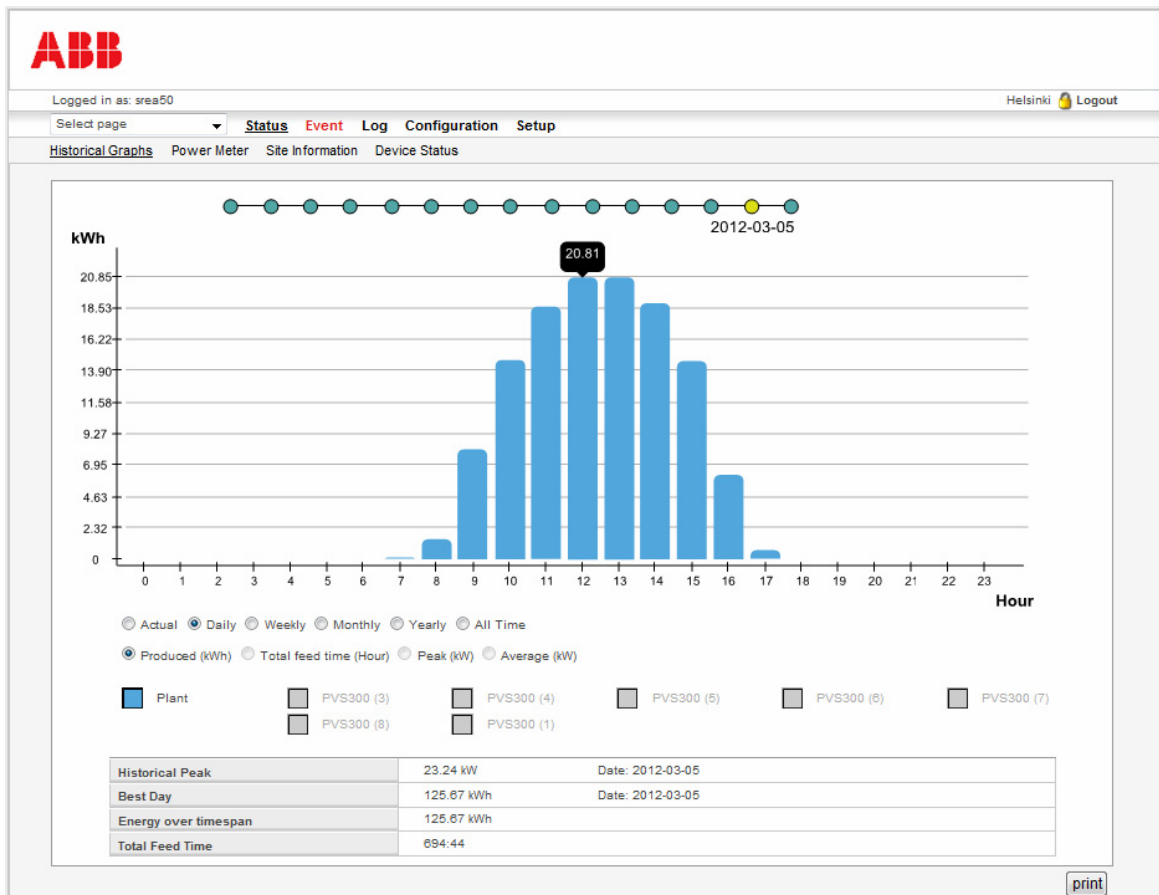 ABB
Logged in as: srea50 Helsinki Logout
Select page Status Event Log Configuration Setup
Historical Graphs Power Meter Site Information Device Status
2012-03-05
kWh
20.81
20.85
18.53
16.22
13.90
11.58
9.27
6.95
4.63
2.32
0
0 1 2 3 4 5 6 7 8 9 10 11 12 13 14 15 16 17 18 19 20 21 22 23
Hour
Actual Daily Weekly Monthly Yearly All Time
Produced (kWh) Total feed time (Hour) Peak (kW) Average (kW)
Plant PVS300 (3) PVS300 (4) PVS300 (5) PVS300 (6) PVS300 (7)
PVS300 (8) PVS300 (1)
Historical Peak 23.24 kW Date: 2012-03-05
Best Day 125.67 kWh Date: 2012-03-05
Energy over timespan 125.67 kWh
Total Feed Time 694:44
print